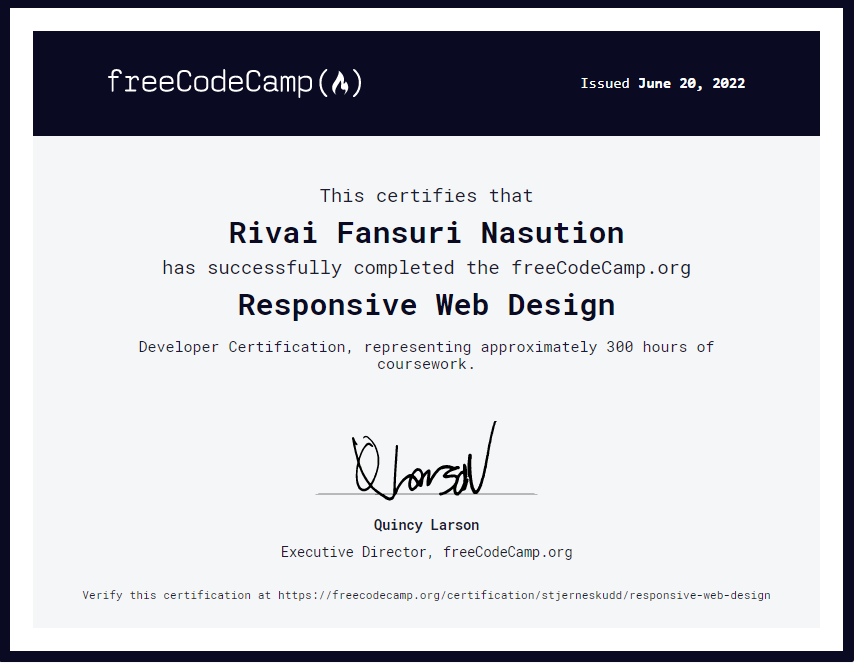 freeCodeCamp
Issued June 20, 2022
This certifies that
Rivai Fansuri Nasution
has successfully completed the freeCodeCamp.org
Responsive Web Design
Developer Certification, representing approximately 300 hours of
coursework.
Q Larson
Quincy Larson
Executive Director, freeCodeCamp.org
Verify this certification at https://freecodecamp.org/certification/stjerneskudd/responsive-web-design